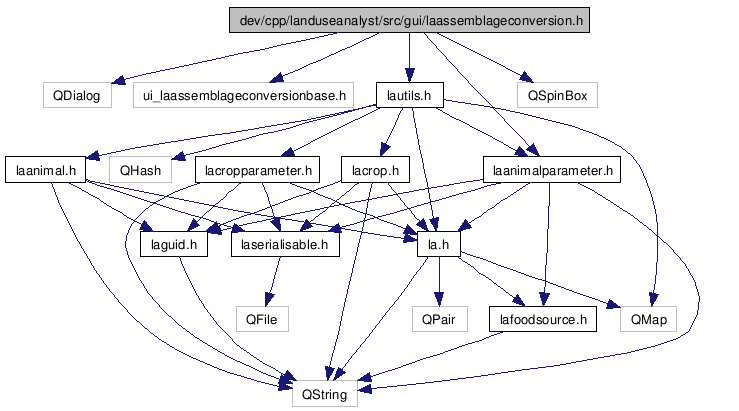 dev/cpp/landuseanalyst/src/gui/laassemblageconversion.h
QDialog
ui_laassemblageconversionbase.h
lautils.h
QSpinBox
laanimal.h
QHash
lacropparameter.h
lacrop.h
laanimalparameter.h
laguid.h
laserialisable.h
la.h
QFile
QPair
lafoodsource.h
QMap
QString